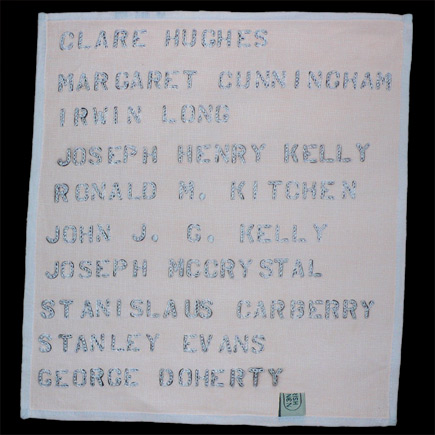 CLARE HUGHES
MARGARET CUNNINGHAM
IRWIN LONG
JOSEPH HENRY KELLY
RONALD M. KITCHEN
JOHN J. G. KELLY
JOSEPH MCCRYSTAL
STANISLAUS CARBERRY
STANLEY EVANS
GEORGE DOHERTY